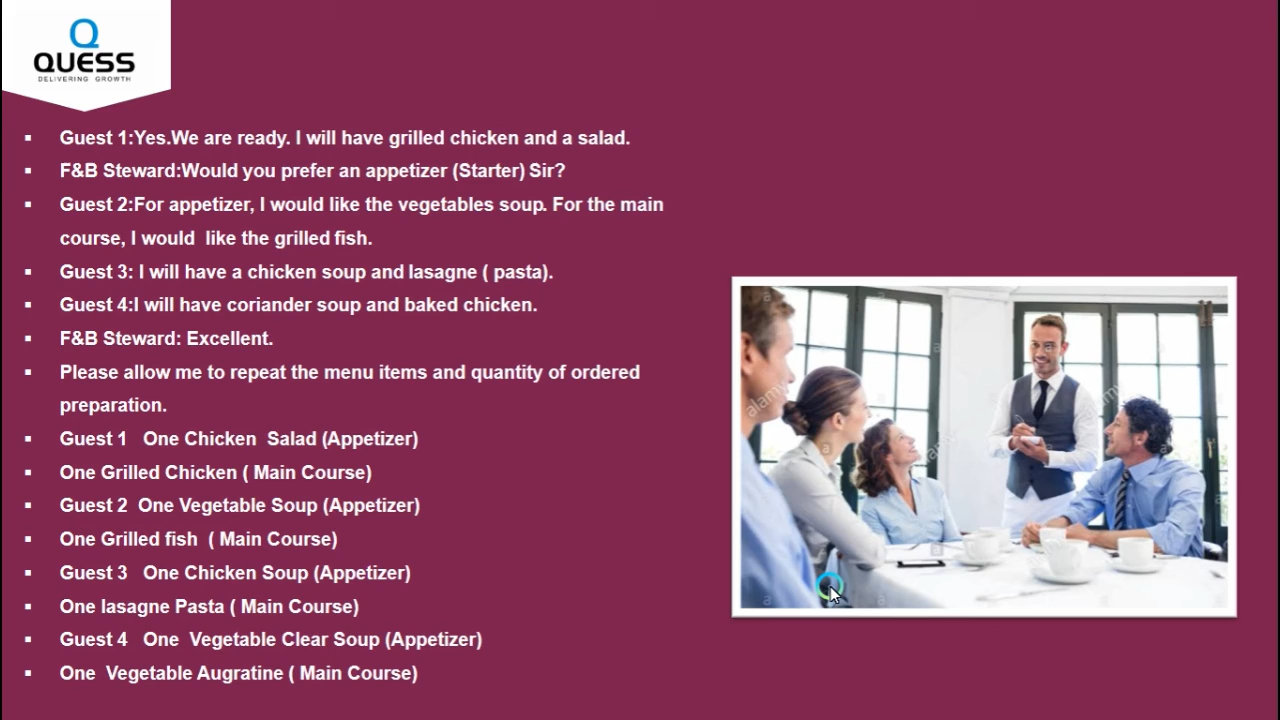 QUESS
DELIVERING GROWTH
▪ Guest 1:Yes.We are ready. I will have grilled chicken and a salad.
▪ F&B Steward:Would you prefer an appetizer (Starter) Sir?
▪ Guest 2:For appetizer, I would like the vegetables soup. For the main
course, I would like the grilled fish.
▪ Guest 3: I will have a chicken soup and lasagne ( pasta).
▪ Guest 4:I will have coriander soup and baked chicken.
▪ F&B Steward: Excellent.
▪ Please allow me to repeat the menu items and quantity of ordered
preparation.
▪ Guest 1 One Chicken Salad (Appetizer)
▪ One Grilled Chicken ( Main Course)
▪ Guest 2 One Vegetable Soup (Appetizer)
▪ One Grilled fish ( Main Course)
▪ Guest 3 One Chicken Soup (Appetizer)
▪ One lasagne Pasta ( Main Course)
▪ Guest 4 One Vegetable Clear Soup (Appetizer)
▪ One Vegetable Augratine ( Main Course)
alamy
alamy
alamy